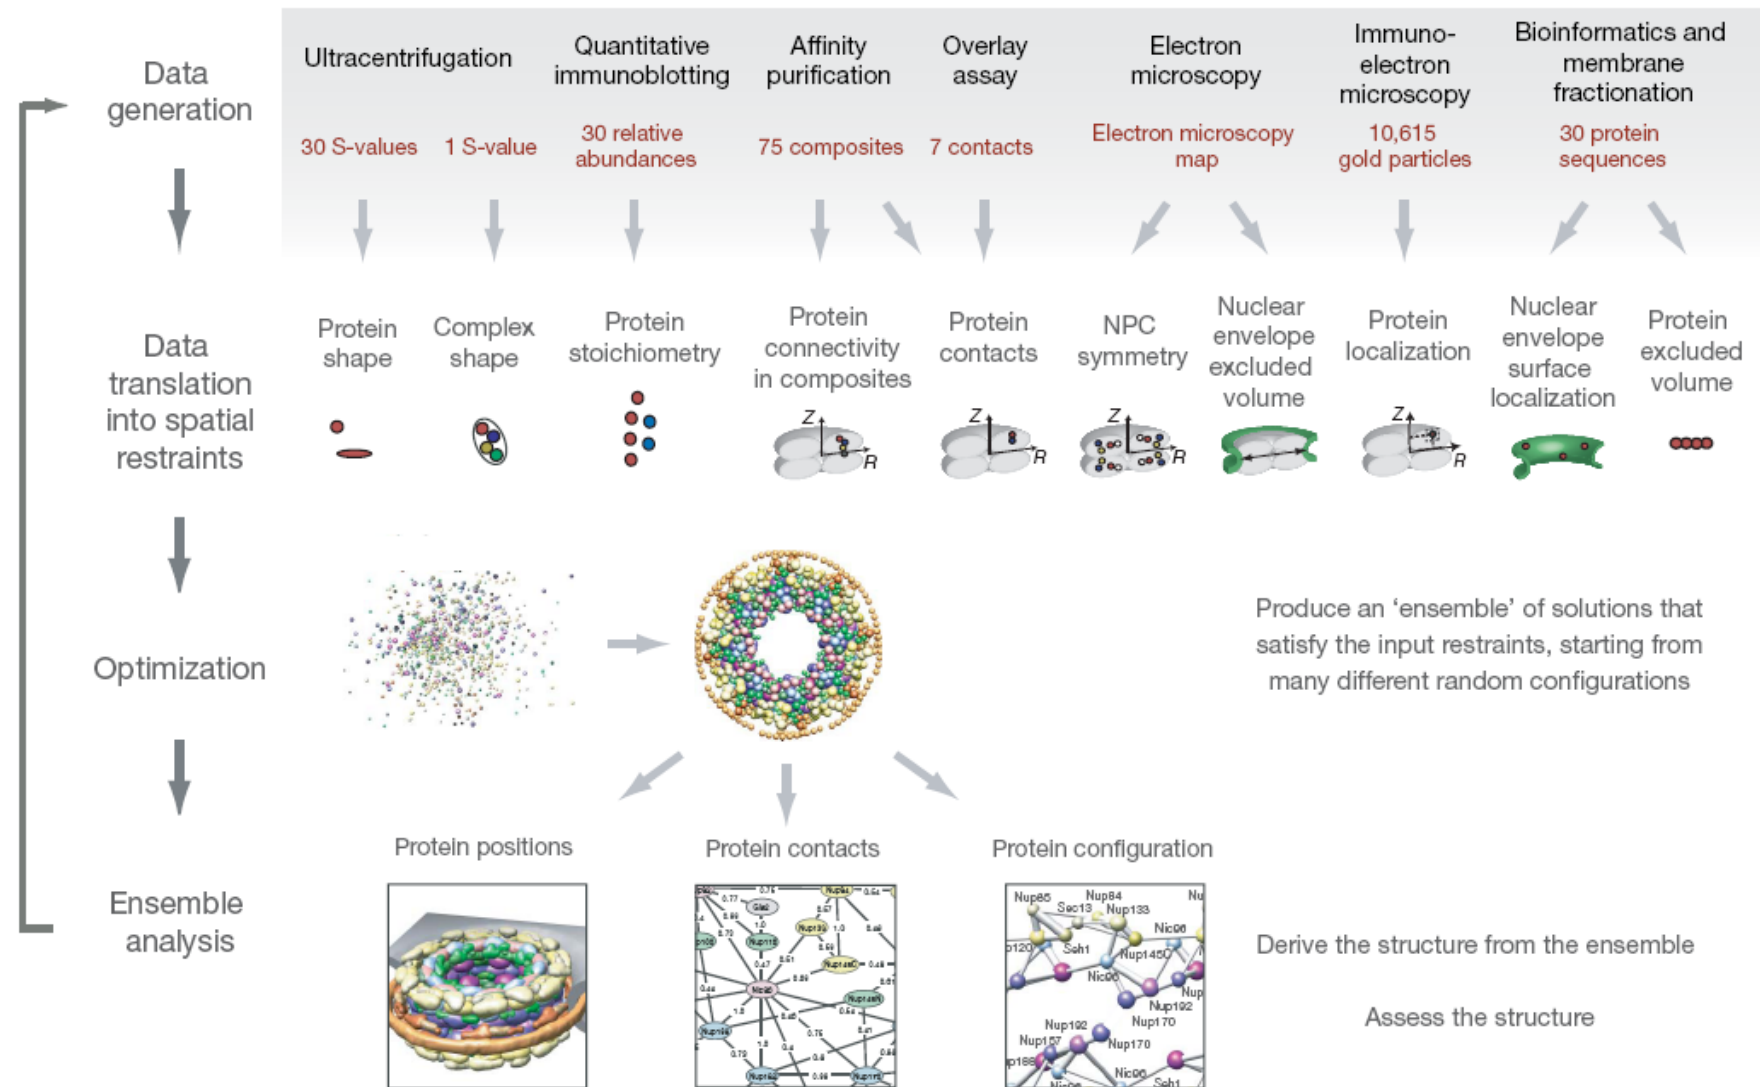 Data
generation
Ultracentrifugation
Quantitative
immunoblotting
Affinity
purification
Overlay
assay
Electron
microscopy
Immuno-
electron
microscopy
Bioinformatics and
membrane
fractionation
30 S-values
1 S-value
30 relative
abundances
75 composites
7 contacts
Electron microscopy
map
10,615
gold particles
30 protein
sequences
Data
translation
into spatial
restraints
Protein
shape
Complex
shape
Protein
stoichiometry
Protein
connectivity
in composites
Protein
contacts
NPC
symmetry
Nuclear
envelope
excluded
volume
Protein
localization
Nuclear
envelope
surface
localization
Protein
excluded
volume
Z
R
Z
R
Z
R
Z
R
Optimization
Produce an ‘ensemble’ of solutions that
satisfy the input restraints, starting from
many different random configurations
Ensemble
analysis
Protein positions
Protein contacts
Protein configuration
Nup85
Nup84
Sec13
Nup133
Nic96
Seh1
Nup145C
Nic96
Nup192
Nup170
Nup192
Nup157
Nup170
Nic96
Seh1
Derive the structure from the ensemble
Assess the structure